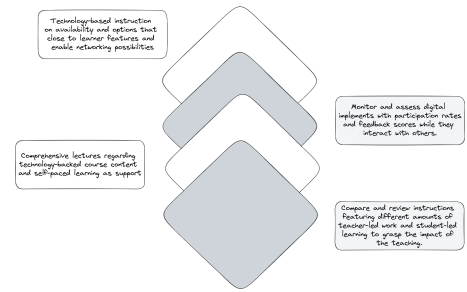 Technology-based instruction
on availability and options that
close to learner features and
enable networking possibilities
Monitor and assess digital
implements with participation rates
and feedback scores while they
interact with others.
Comprehensive lectures regarding
technology-backed course content
and self-paced learning as support
Compare and review instructions
featuring different amounts of
teacher-led work and student-led
learning to grasp the impact of
the teaching.